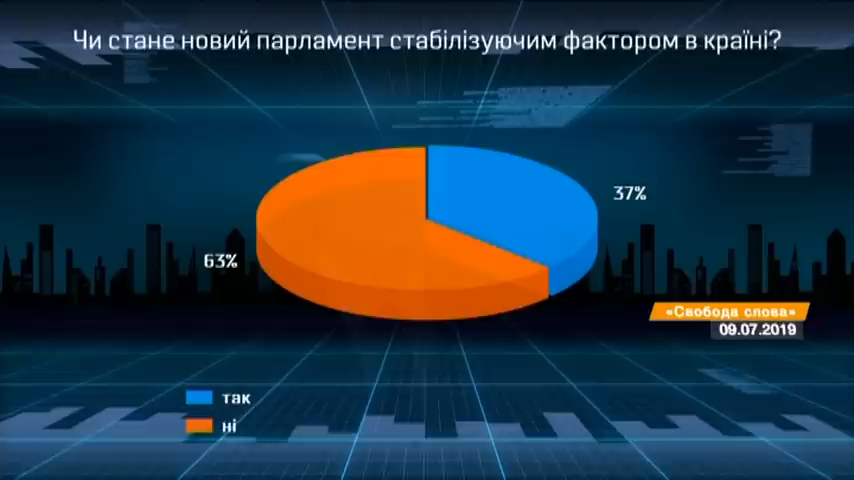 Чи стане новий парламент стабілізуючим фактором в країні?
37%
63%
«Свобода слова»
09.07.2019
так
ні